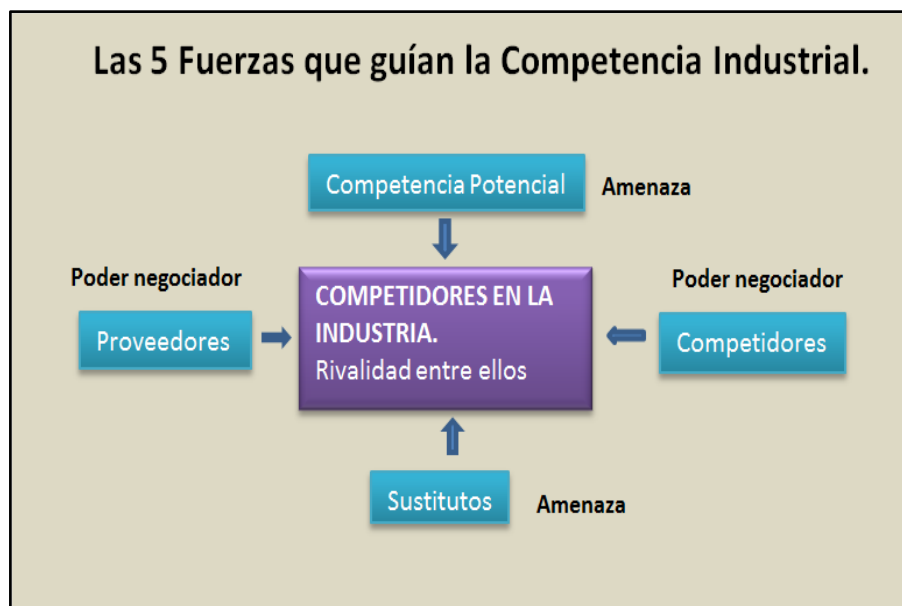 Las 5 Fuerzas que guían la Competencia Industrial.
Competencia Potencial
Amenaza
Poder negociador
Proveedores
COMPETIDORES EN LA
INDUSTRIA.
Rivalidad entre ellos
Poder negociador
Competidores
Sustitutos
Amenaza